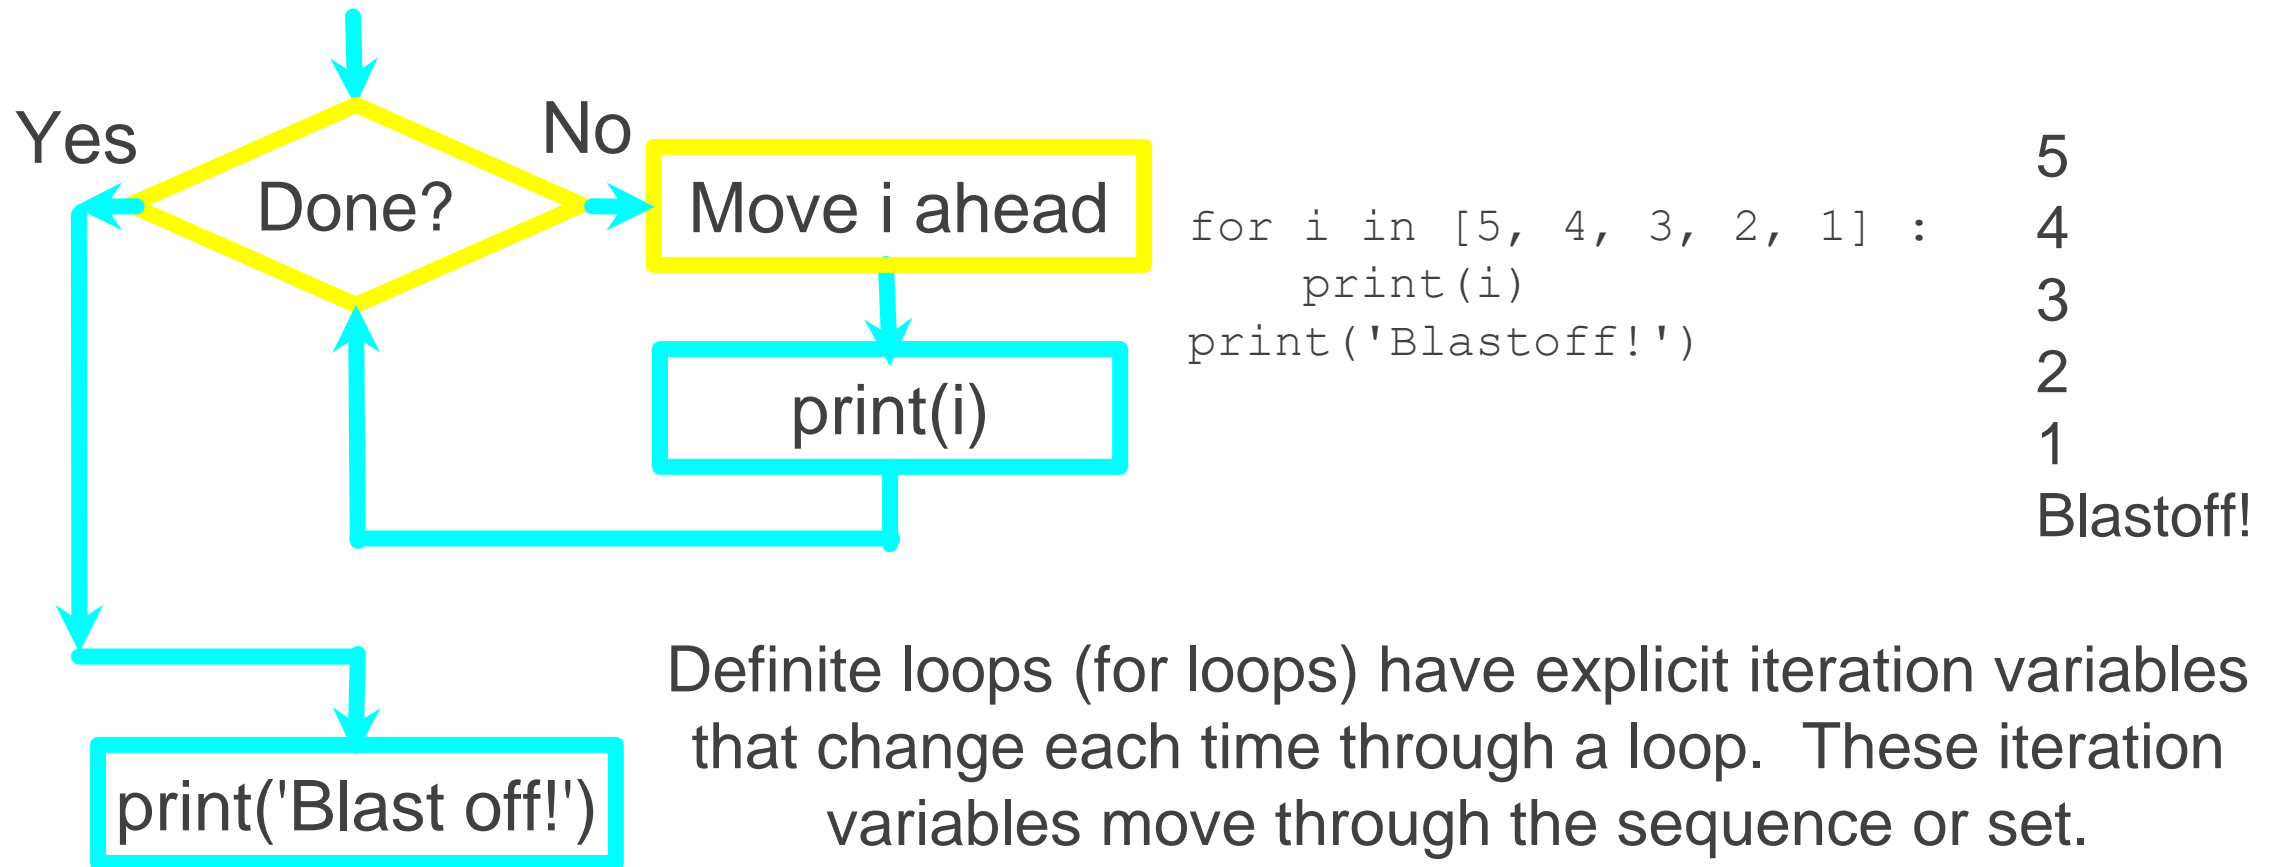 Yes
No
Done?
Move i ahead
print(i)
print('Blast off!')
for i in [5, 4, 3, 2, 1] :
    print(i)
print('Blastoff!')
5
4
3
2
1
Blastoff!
Definite loops (for loops) have explicit iteration variables
that change each time through a loop.  These iteration
variables move through the sequence or set.